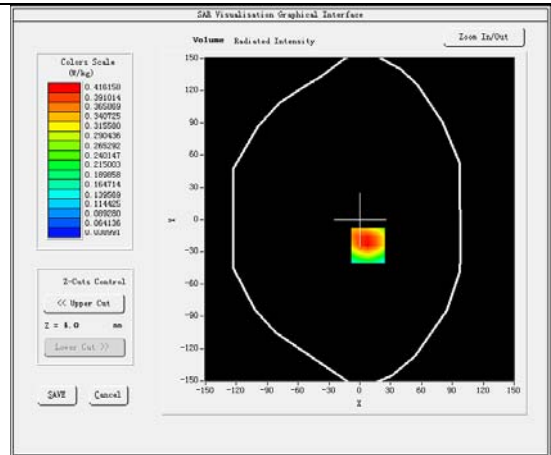 SAR Visualisation Graphical Interface
Colors Scale
(W/kg)
0.416150
0.391014
0.365869
0.340725
0.315580
0.290436
0.265292
0.240147
0.215003
0.189858
0.164714
0.139569
0.114425
0.089280
0.064136
Z-Cuts Control
<< Upper Cut
Z = 4.0 mm
Lower Cut >>
SAVE Cancel
Volume Radiated Intensity
Zoom In/Out
150
120
90
60
30
0
-30
-60
-90
-120
-150
Y
-150 -120 -90 -60 -30 0 30 60 90 120 150
X